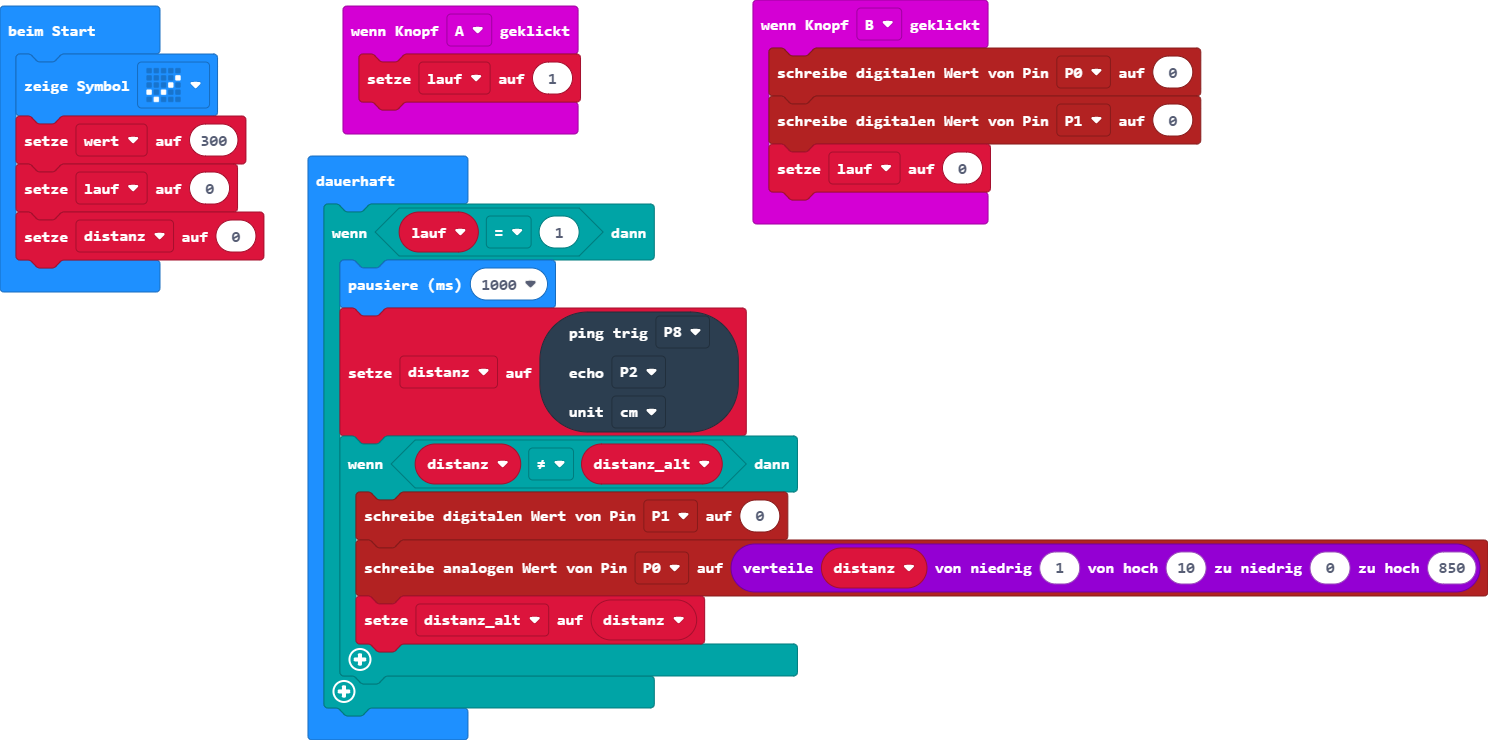 beim Start
zeige Symbol
setze wert auf 300
setze lauf auf 0
setze distanz auf 0
wenn Knopf A geklickt
setze lauf auf 1
wenn Knopf B geklickt
schreibe digitalen Wert von Pin P0 auf 0
schreibe digitalen Wert von Pin P1 auf 0
setze lauf auf 0
dauerhaft
wenn lauf = 1 dann
pausiere (ms) 1000
setze distanz auf ping trig P8
echo P2
unit cm
wenn distanz ≠ distanz_alt dann
schreibe digitalen Wert von Pin P1 auf 0
schreibe analogen Wert von Pin P0 auf verteile distanz von niedrig 1 von hoch 10 zu niedrig 0 zu hoch 850
setze distanz_alt auf distanz